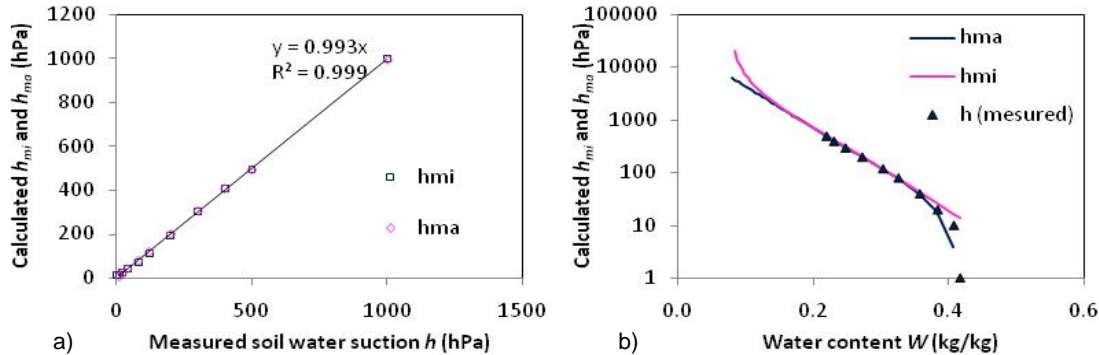 Calculated hmi and hma (hPa)
1200
1000
800
600
400
200
0
y = 0.993x
R² = 0.999
hmi
hma
0 500 1000 1500
a) Measured soil water suction h (hPa)
Calculated hmi and hma (hPa)
100000
10000
1000
100
10
1
hma
hmi
h (mesured)
0.0 0.2 0.4 0.6
b) Water content W (kg/kg)